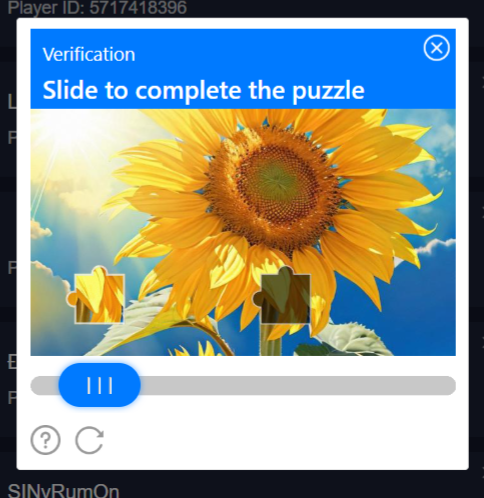 Player ID: 5717418396
Verification
Slide to complete the puzzle
L
P
P
P
SINyRumOn